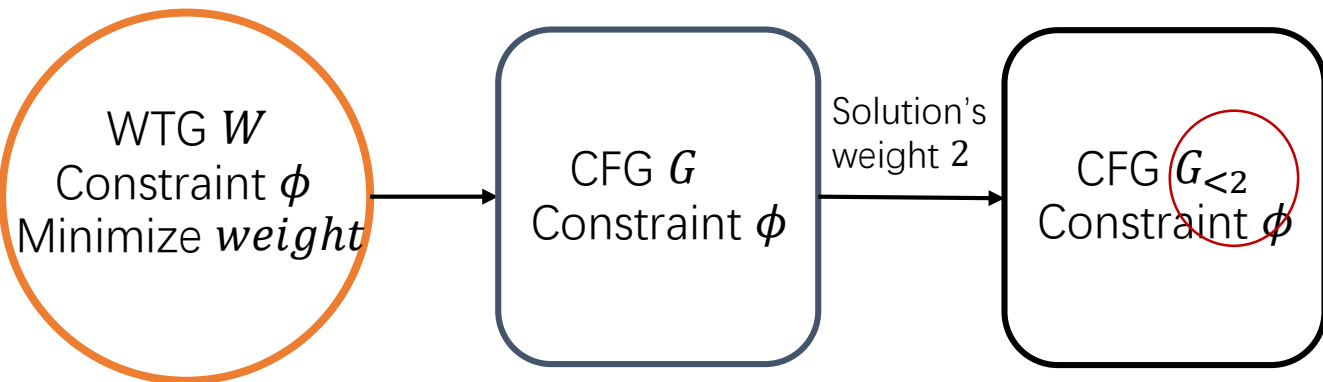 WTG 𝑊
Constraint 𝜙
Minimize 𝑤𝑒𝑖𝑔ℎ𝑡
CFG 𝐺
Constraint 𝜙
Solution's
weight 2
CFG 𝐺<2
Constraint 𝜙